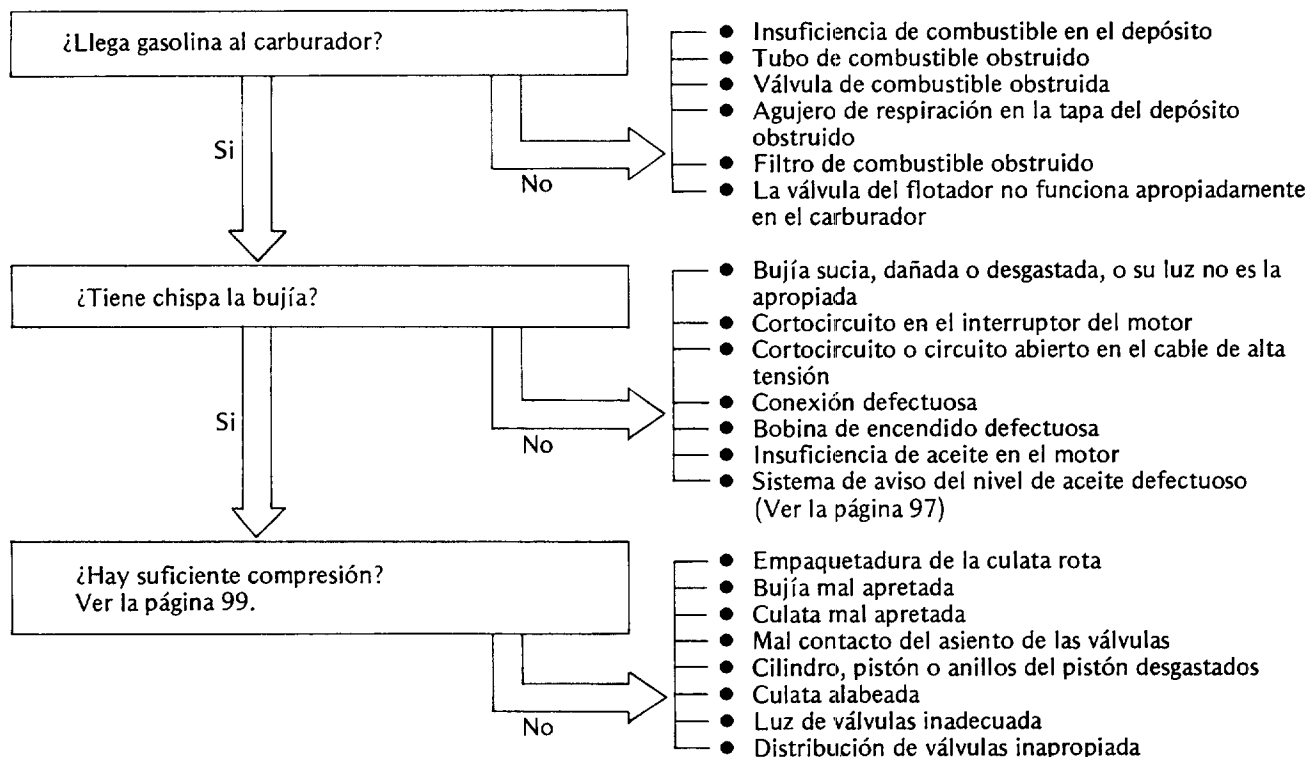 ¿Llega gasolina al carburador?
Si
No
● Insuficiencia de combustible en el depósito
● Tubo de combustible obstruido
● Válvula de combustible obstruida
● Agujero de respiración en la tapa del depósito
obstruido
● Filtro de combustible obstruido
● La válvula del flotador no funciona apropiadamente
en el carburador
¿Tiene chispa la bujía?
Si
No
● Bujía sucia, dañada o desgastada, o su luz no es la
apropiada
● Cortocircuito en el interruptor del motor
● Cortocircuito o circuito abierto en el cable de alta
tensión
● Conexión defectuosa
● Bobina de encendido defectuosa
● Insuficiencia de aceite en el motor
● Sistema de aviso del nivel de aceite defectuoso
(Ver la página 97)
¿Hay suficiente compresión?
Ver la página 99.
No
● Empaquetadura de la culata rota
● Bujía mal apretada
● Culata mal apretada
● Mal contacto del asiento de las válvulas
● Cilindro, pistón o anillos del pistón desgastados
● Culata alabeada
● Luz de válvulas inadecuada
● Distribución de válvulas inapropiada